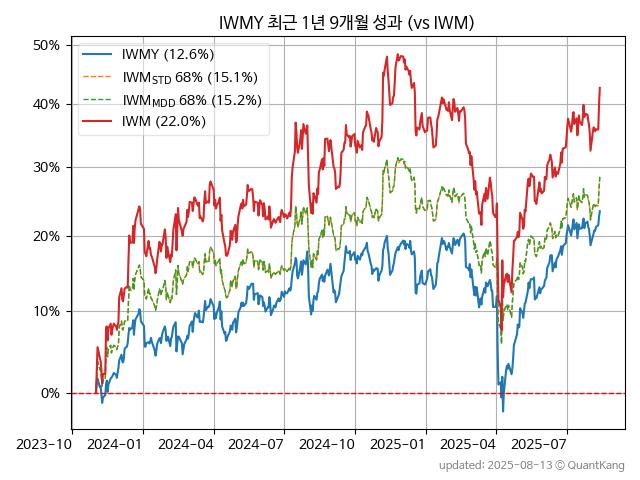 IWMY 최근 1년 9개월 성과 (vs IWM)
IWMY (12.6%)
IWM_STD 68% (15.1%)
IWM_MDD 68% (15.2%)
IWM (22.0%)
50%
40%
30%
20%
10%
0%
2023-10 2024-01 2024-04 2024-07 2024-10 2025-01 2025-04 2025-07
updated: 2025-08-13 ⓒ QuantKang